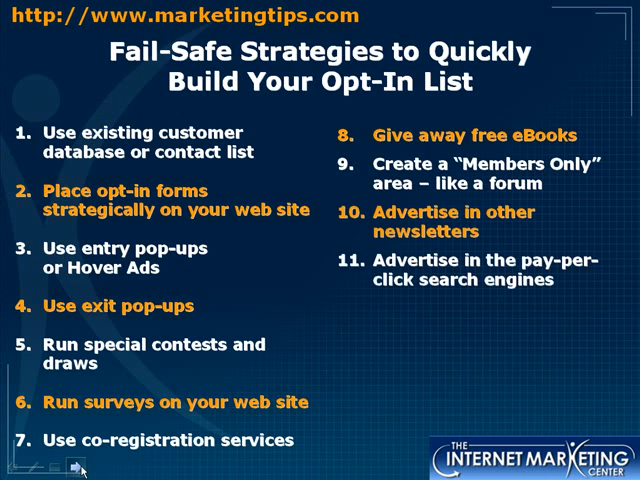 http://www.marketingtips.com
Fail-Safe Strategies to Quickly
Build Your Opt-In List
1. Use existing customer
database or contact list
2. Place opt-in forms
strategically on your web site
3. Use entry pop-ups
or Hover Ads
4. Use exit pop-ups
5. Run special contests and
draws
6. Run surveys on your web site
7. Use co-registration services
8. Give away free eBooks
9. Create a “Members Only”
area – like a forum
10. Advertise in other
newsletters
11. Advertise in the pay-per-
click search engines
THE
INTERNET MARKETING
CENTER